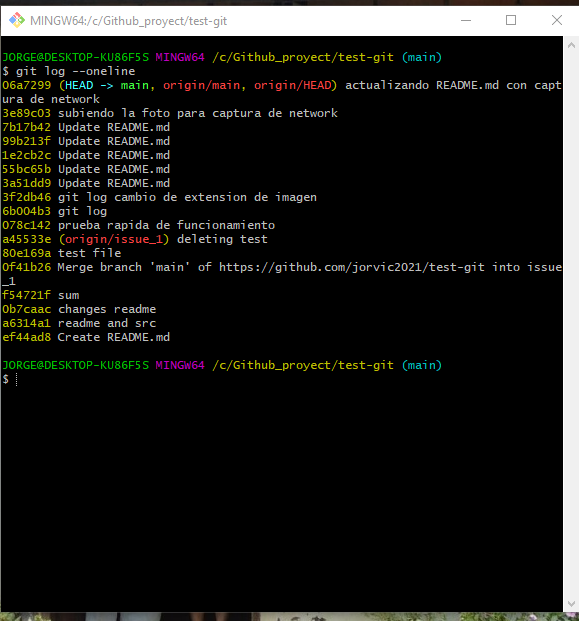 MINGW64:/c/Github_proyect/test-git
JORGE@DESKTOP-KU86F5S MINGW64 /c/Github_proyect/test-git (main)
$ git log --oneline
06a7299 (HEAD -> main, origin/main, origin/HEAD) actualizando README.md con capt
ura de network
3e89c03 subiendo la foto para captura de network
7b17b42 Update README.md
99b213f Update README.md
1e2cb2c Update README.md
55bc65b Update README.md
3a51dd9 Update README.md
3f2db46 git log cambio de extension de imagen
6b004b3 git log
078c142 prueba rapida de funcionamiento
a45533e (origin/issue_1) deleting test
80e169a test file
0f41b26 Merge branch 'main' of https://github.com/jorvic2021/test-git into issue
_1
f54721f sum
0b7caac changes readme
a6314a1 readme and src
ef44ad8 Create README.md
JORGE@DESKTOP-KU86F5S MINGW64 /c/Github_proyect/test-git (main)
$